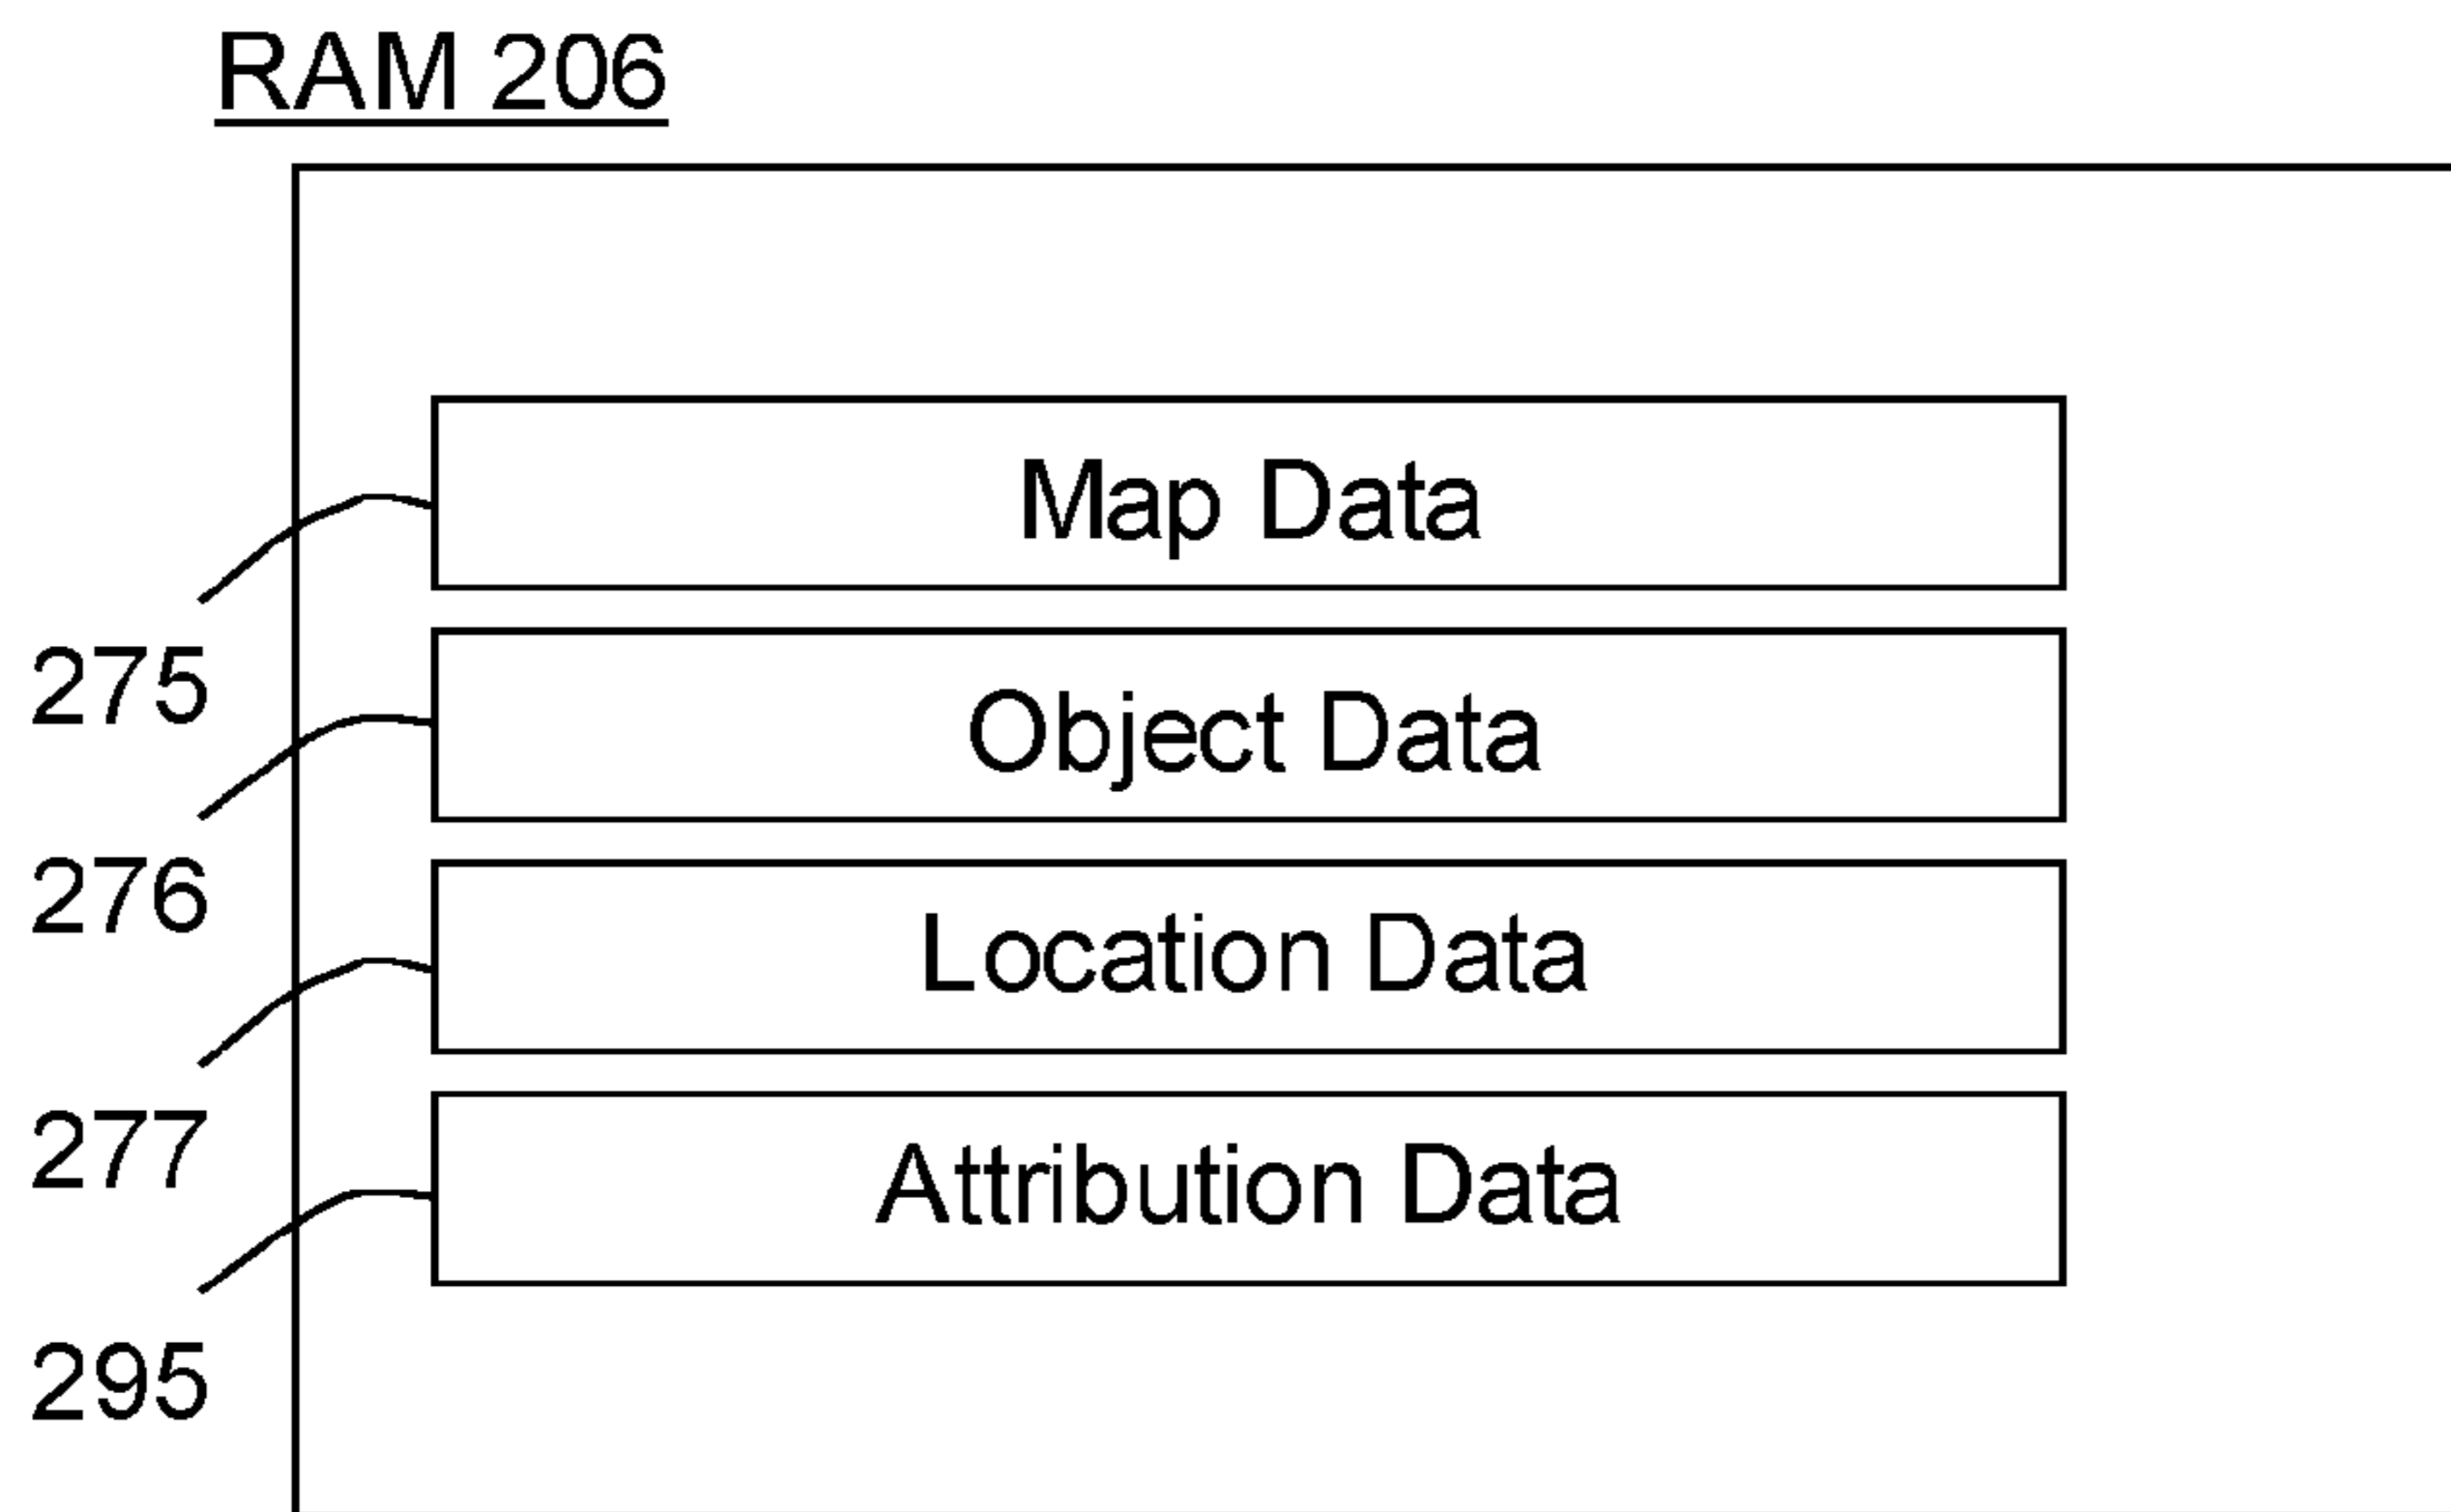 RAM 206
Map Data
275
Object Data
276
Location Data
277
Attribution Data
295